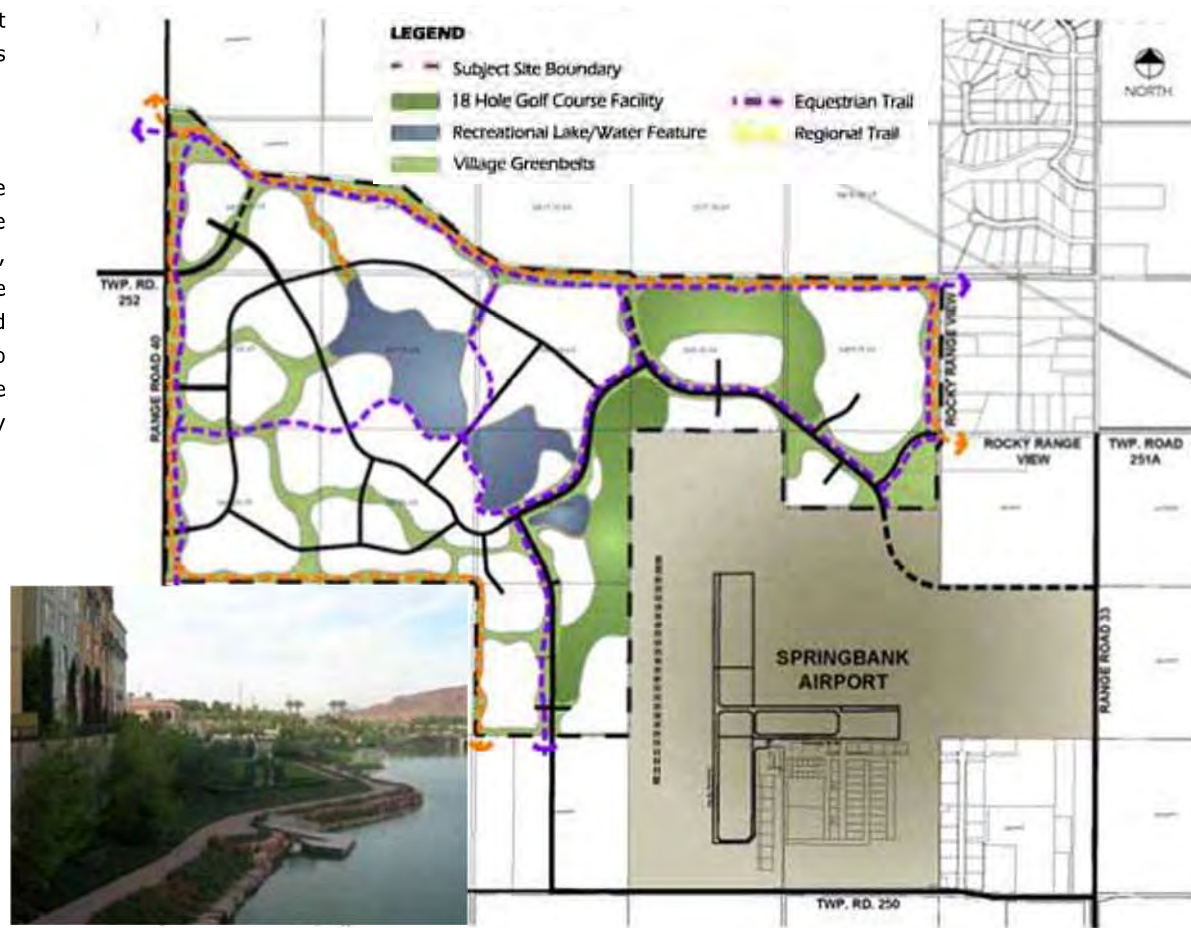 t
s
e
e
,
e
d
o
e
y
LEGEND
Subject Site Boundary
18 Hole Golf Course Facility
Recreational Lake/Water Feature
Village Greenbelts
Equestrian Trail
Regional Trail
NORTH
TWP. RD.
252
RANGE ROAD 40
ROCKY RANGE VIEW
ROCKY RANGE
VIEW
TWP. ROAD
251A
SPRINGBANK
AIRPORT
RANGE ROAD 33
TWP. RD. 250